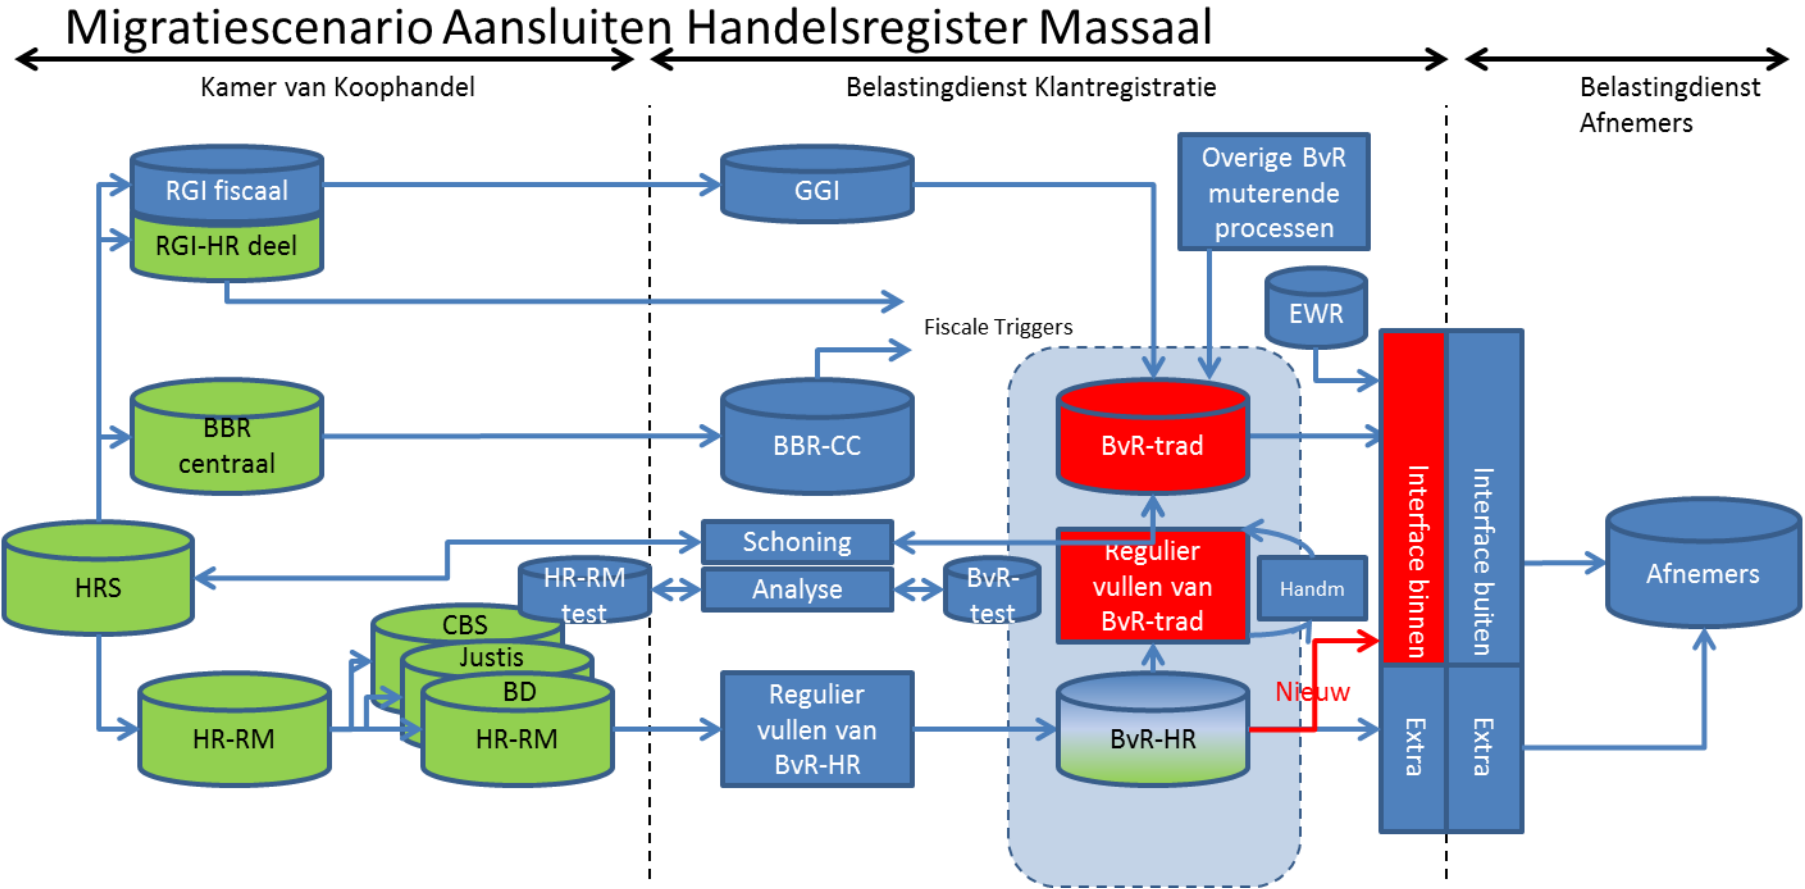 Migratiescenario Aansluiten Handelsregister Massaal
Kamer van Koophandel
Belastingdienst Klantregistratie
Belastingdienst
Afnemers
RGI fiscaal
RGI-HR deel
GGI
Overige BvR
muterende
processen
EWR
Fiscale Triggers
BBR
centraal
BBR-CC
BvR-trad
Interface binnen
Interface buiten
HRS
Schoning
HR-RM
test
Analyse
BvR-
test
Regulier
vullen van
BvR-trad
Handm
Afnemers
CBS
Justis
BD
HR-RM
HR-RM
Regulier
vullen van
BvR-HR
BvR-HR
Nieuw
Extra
Extra